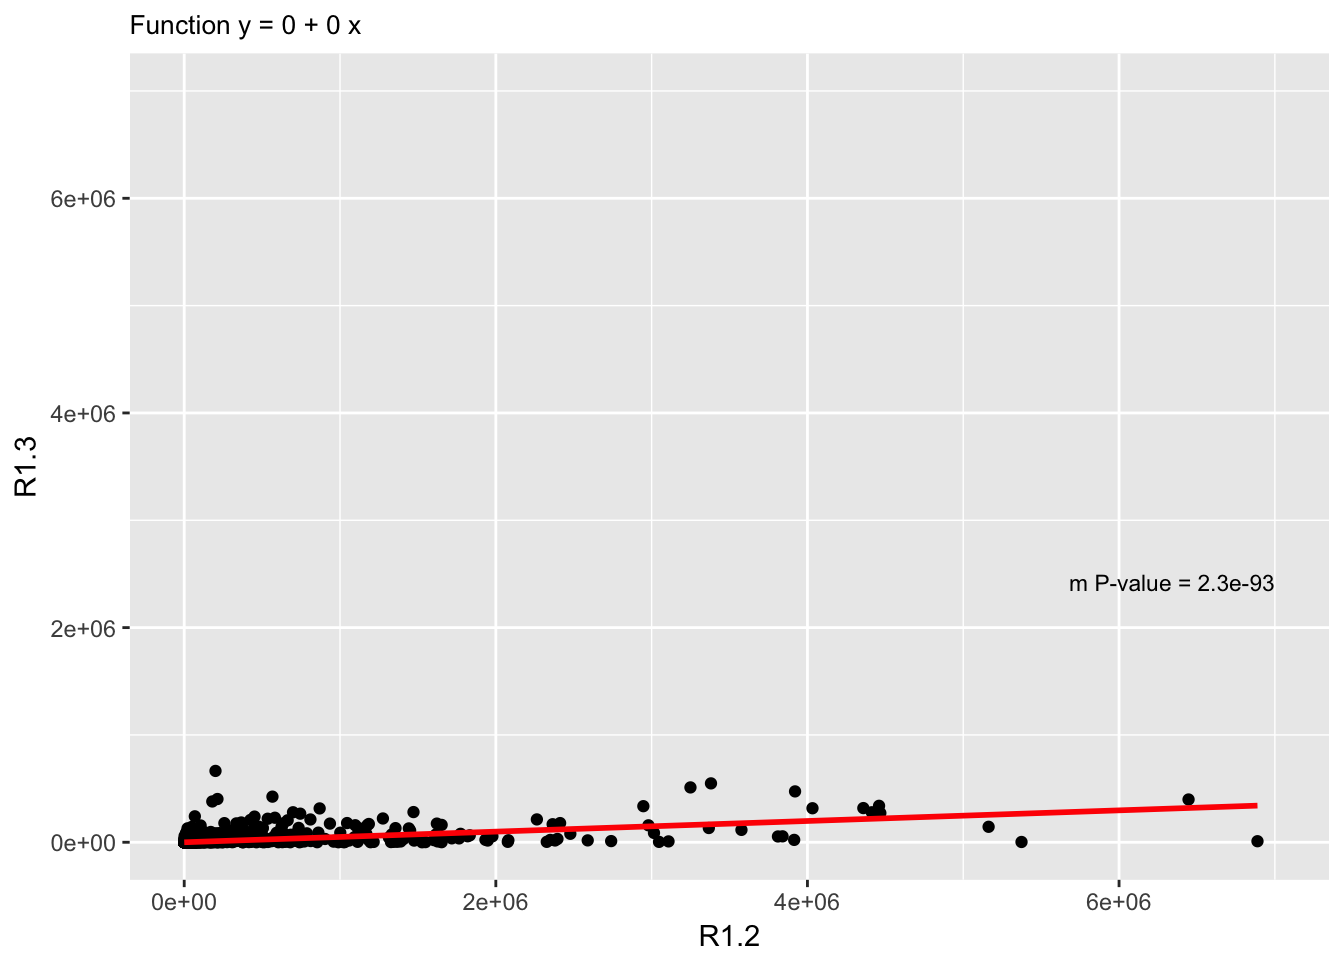 Function y = 0 + 0 x
6e+06
4e+06
R1.3
m P-value = 2.3e-93
2e+06
0e+00
0e+00 2e+06 4e+06 6e+06
R1.2